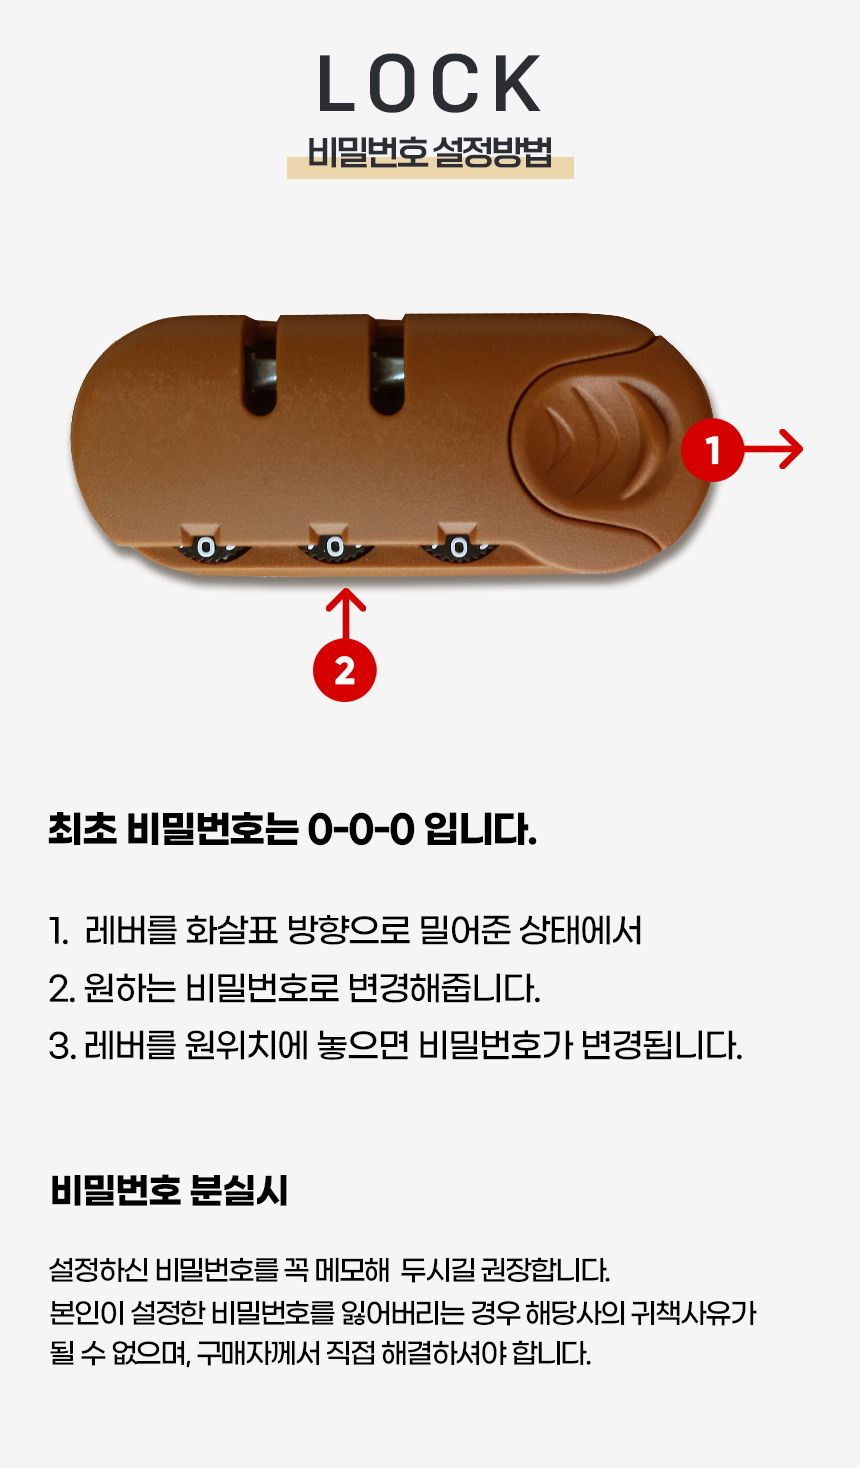 LOCK
비밀번호 설정방법
1
0 0 0
2
최초 비밀번호는 0-0-0 입니다.
1. 레버를 화살표 방향으로 밀어준 상태에서
2. 원하는 비밀번호로 변경해줍니다.
3. 레버를 원위치에 놓으면 비밀번호가 변경됩니다.
비밀번호 분실시
설정하신 비밀번호를 꼭 메모해 두시길 권장합니다.
본인이 설정한 비밀번호를 잃어버리는 경우 해당사의 귀책사유가
될 수 없으며, 구매자께서 직접 해결하셔야 합니다.